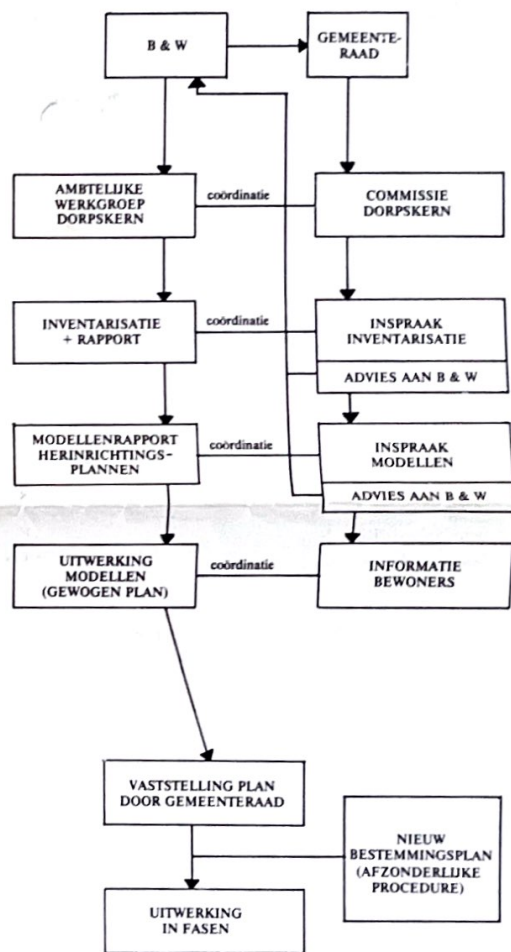 B & W
GEMEENTE-
RAAD
AMBTELIJKE
WERKGROEP
DORPSKERN
coördinatie
COMMISSIE
DORPSKERN
INVENTARISATIE
+ RAPPORT
coördinatie
INSPRAAK
INVENTARISATIE
ADVIES AAN B & W
MODELLENRAPPORT
HERINRICHTINGS-
PLANNEN
coördinatie
INSPRAAK
MODELLEN
ADVIES AAN B & W
UITWERKING
MODELLEN
(GEWOGEN PLAN)
coördinatie
INFORMATIE
BEWONERS
VASTSTELLING PLAN
DOOR GEMEENTERAAD
NIEUW
BESTEMMINGSPLAN
(AFZONDERLIJKE
PROCEDURE)
UITWERKING
IN FASEN